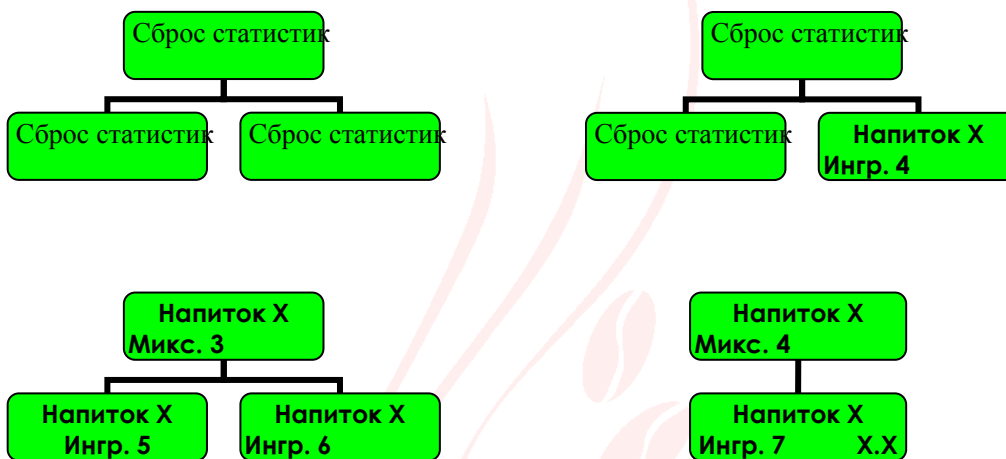 Сброс статистик
Сброс статистик
Сброс статистик
Сброс статистик
Сброс статистик
Напиток X
Ингр. 4
Напиток X
Микс. 3
Напиток X
Ингр. 5
Напиток X
Ингр. 6
Напиток X
Микс. 4
Напиток X
Ингр. 7 X.X